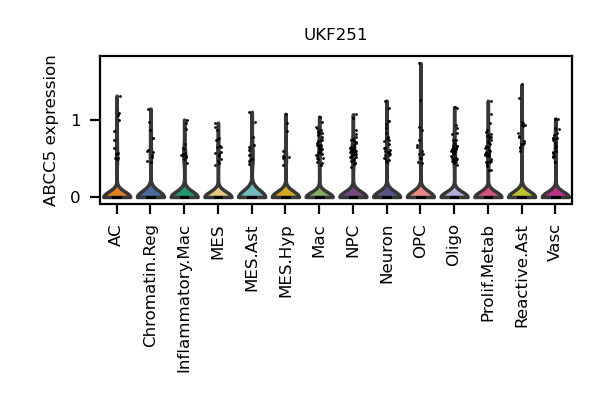 UKF251
ABCC5 expression
1
0
AC
Chromatin.Reg
Inflammatory.Mac
MES
MES.Ast
MES.Hyp
Mac
NPC
Neuron
OPC
Oligo
Prolif.Metab
Reactive.Ast
Vasc